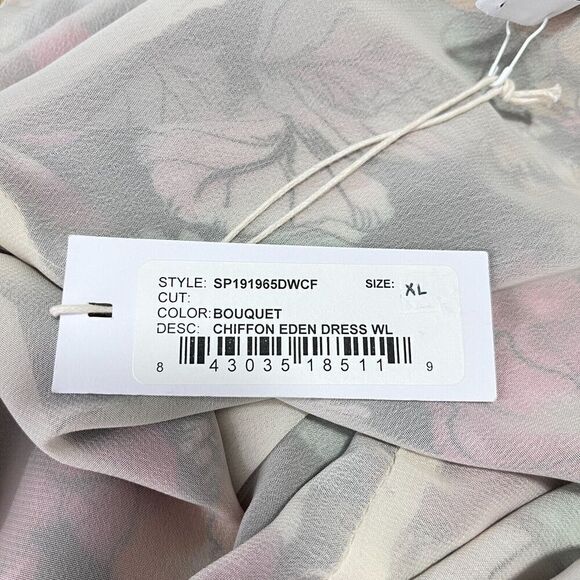 STYLE: SP191965DWCF SIZE: XL
CUT:
COLOR: BOUQUET
DESC: CHIFFON EDEN DRESS WL
8 43035 18511 9